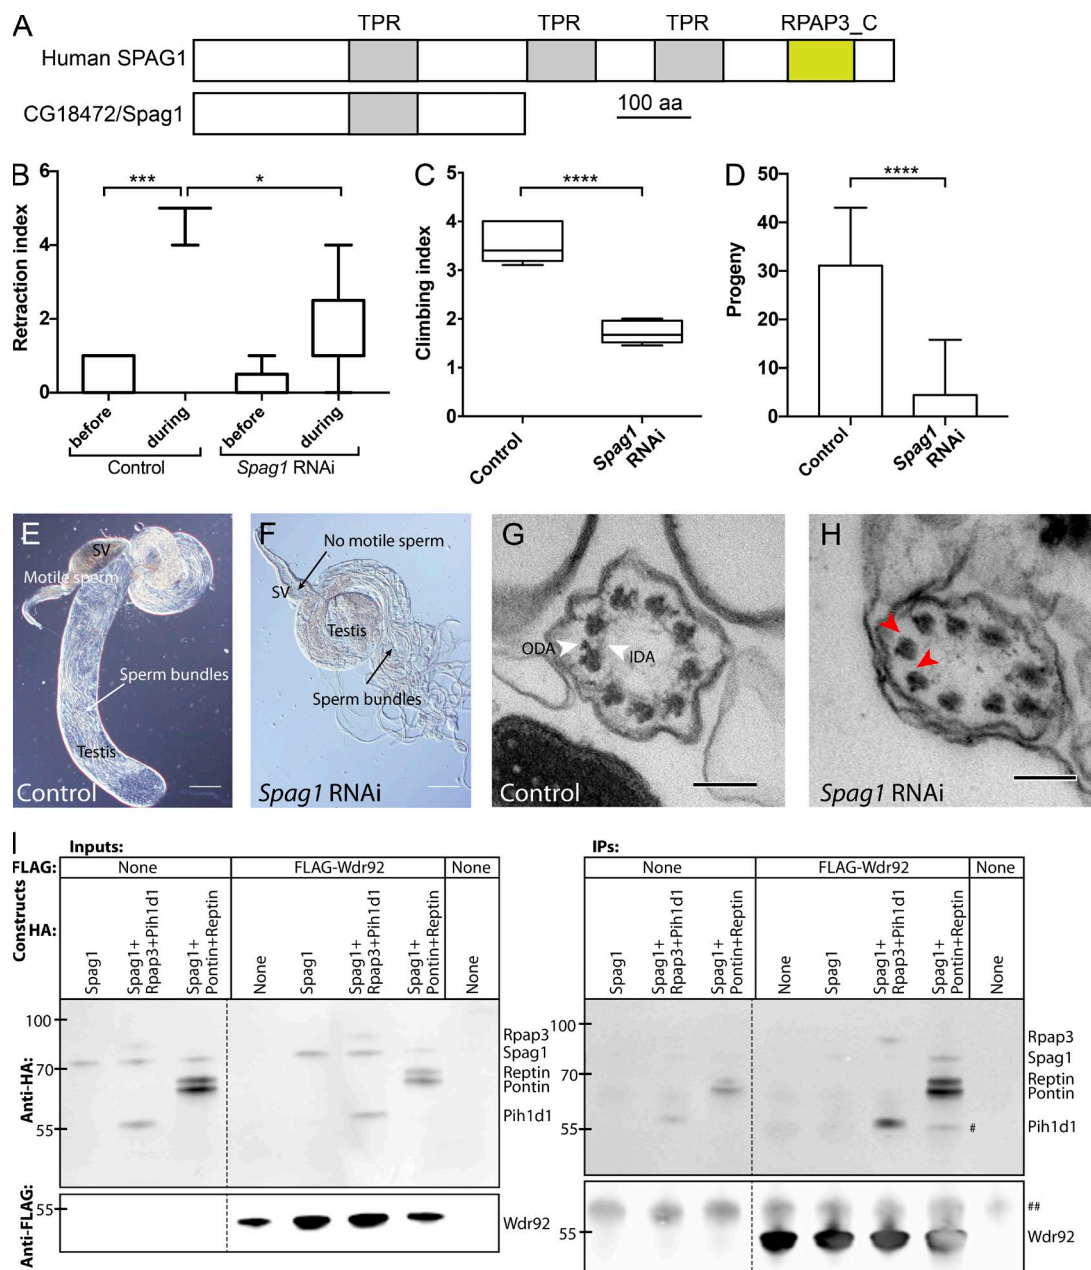 A
TPR TPR TPR RPAP3_C
Human SPAG1
CG18472/Spag1
100 aa
B
Retraction index
6
4
2
0
***
*
before
during
before
during
Control
Spag1 RNAi
C
Climbing index
5
4
3
2
1
0
****
Control
Spag1
RNAi
D
Progeny
50
40
30
20
10
0
****
Control
Spag1
RNAi
E
SV
Motile sperm
Sperm bundles
Testis
Control
F
No motile sperm
SV
Testis
Sperm bundles
Spag1 RNAi
G
ODA
IDA
Control
H
Spag1 RNAi
I
Inputs:
FLAG:
None
FLAG-Wdr92
None
Constructs
HA:
Spag1
Spag1+
Rpap3+Pih1d1
Spag1+
Pontin+Reptin
None
Spag1
Spag1+
Rpap3+Pih1d1
Spag1+
Pontin+Reptin
None
Anti-HA:
100
70
55
Rpap3
Spag1
Reptin
Pontin
Pih1d1
Anti-FLAG:
55
Wdr92
IPs:
None
FLAG-Wdr92
None
Spag1
Spag1+
Rpap3+Pih1d1
Spag1+
Pontin+Reptin
None
Spag1
Spag1+
Rpap3+Pih1d1
Spag1+
Pontin+Reptin
None
100
70
55
Rpap3
Spag1
Reptin
Pontin
# Pih1d1
55
##
Wdr92